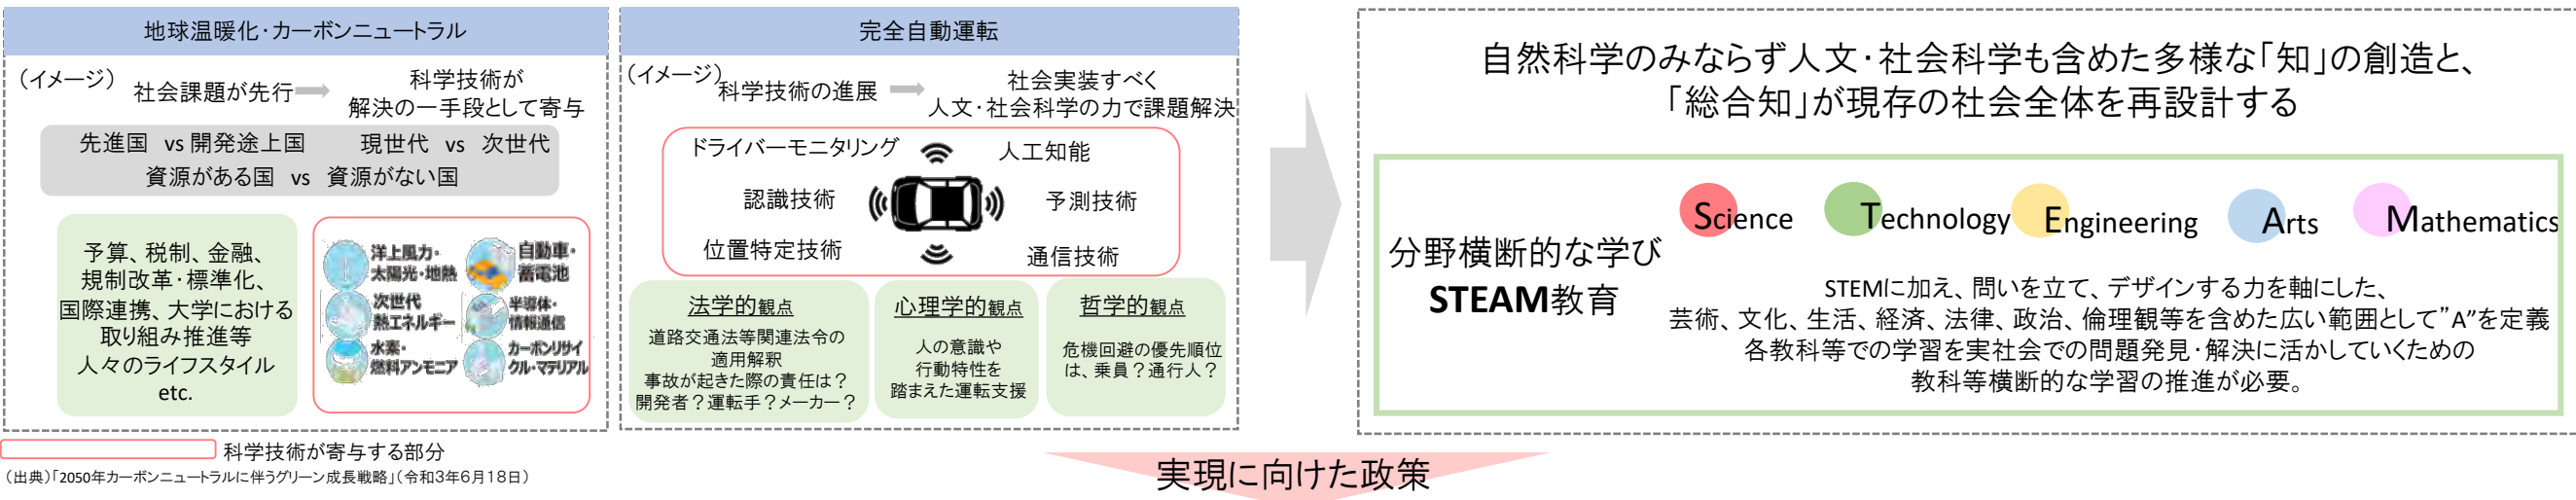 地球温暖化・カーボンニュートラル
（イメージ）
社会課題が先行
科学技術が
解決の一手段として寄与
先進国 vs 開発途上国 現世代 vs 次世代
資源がある国 vs 資源がない国
予算、税制、金融、
規制改革・標準化、
国際連携、大学における
取り組み推進等
人々のライフスタイル
etc.
洋上風力・
太陽光・地熱
自動車・
蓄電池
次世代
熱エネルギー
半導体・
情報通信
水素・
燃料アンモニア
カーボンリサイ
クル・マテリアル
科学技術が寄与する部分
（出典）「2050年カーボンニュートラルに伴うグリーン成長戦略」（令和3年6月18日）
完全自動運転
（イメージ）
科学技術の進展
社会実装すべく
人文・社会科学の力で課題解決
ドライバーモニタリング
人工知能
認識技術
予測技術
位置特定技術
通信技術
法学的観点
道路交通法等関連法令の
適用解釈
事故が起きた際の責任は？
開発者？運転手？メーカー？
心理学的観点
人の意識や
行動特性を
踏まえた運転支援
哲学的観点
危機回避の優先順位
は、乗員？通行人？
自然科学のみならず人文・社会科学も含めた多様な「知」の創造と、
「総合知」が現存の社会全体を再設計する
分野横断的な学び
STEAM教育
Science Technology Engineering Arts Mathematics
STEMに加え、問いを立て、デザインする力を軸にした、
芸術、文化、生活、経済、法律、政治、倫理観等を含めた広い範囲として”A”を定義
各教科等での学習を実社会での問題発見・解決に活かしていくための
教科等横断的な学習の推進が必要。
実現に向けた政策